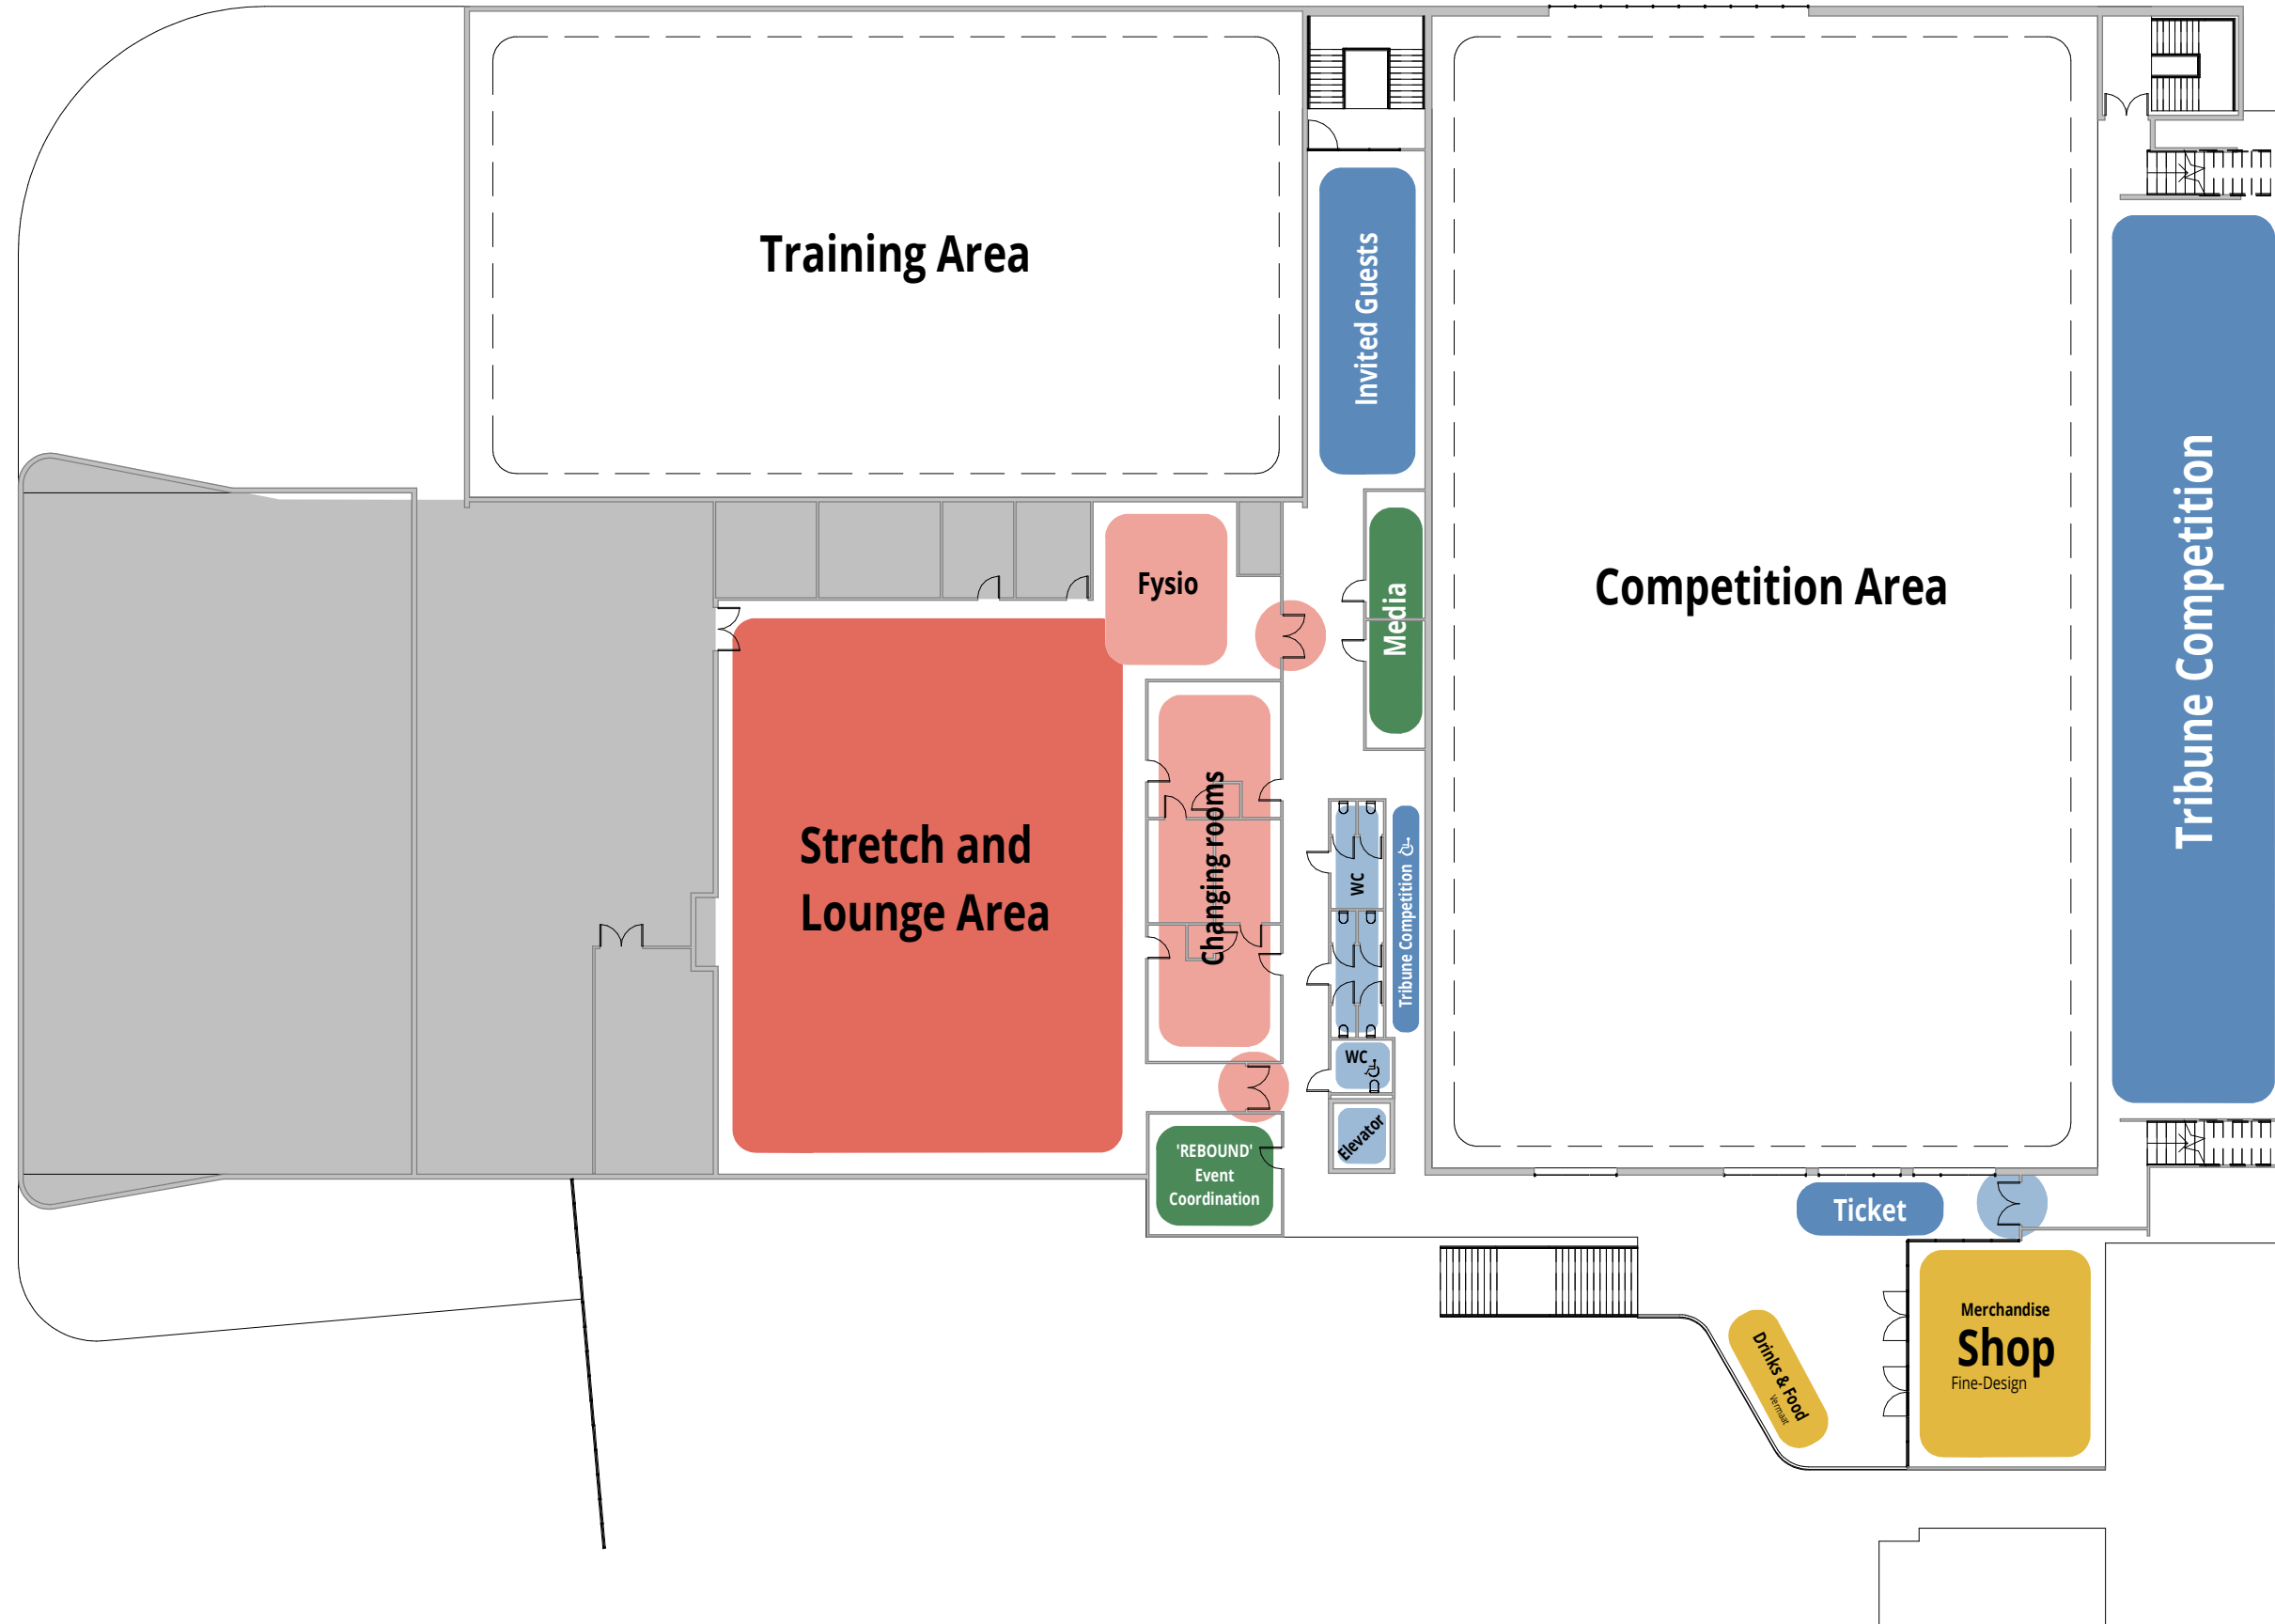 Training Area
Invited Guests
Competition Area
Tribune Competition
Fysio
Media
Stretch and
Lounge Area
Changing rooms
WC
Tribune Competition
WC
Elevator
'REBOUND'
Event
Coordination
Ticket
Merchandise
Shop
Fine-Design
Drinks & Food
Vermaat